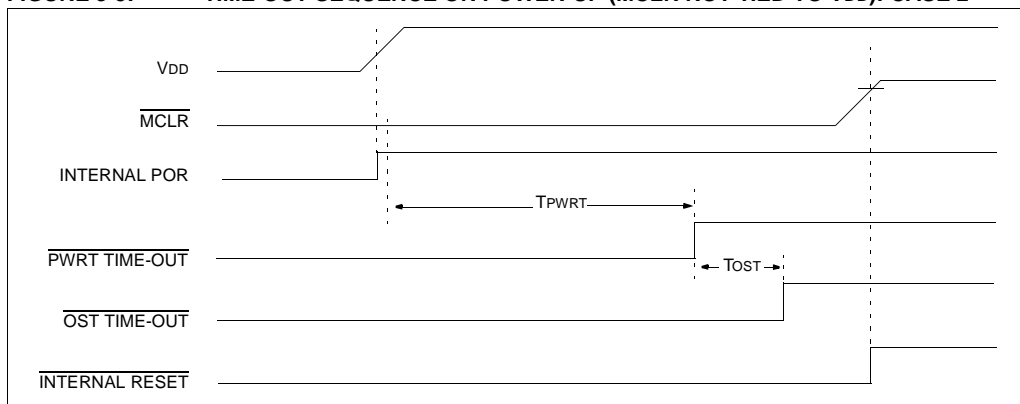 VDD
MCLR
INTERNAL POR
TPWRT
PWRT TIME-OUT
TOST
OST TIME-OUT
INTERNAL RESET